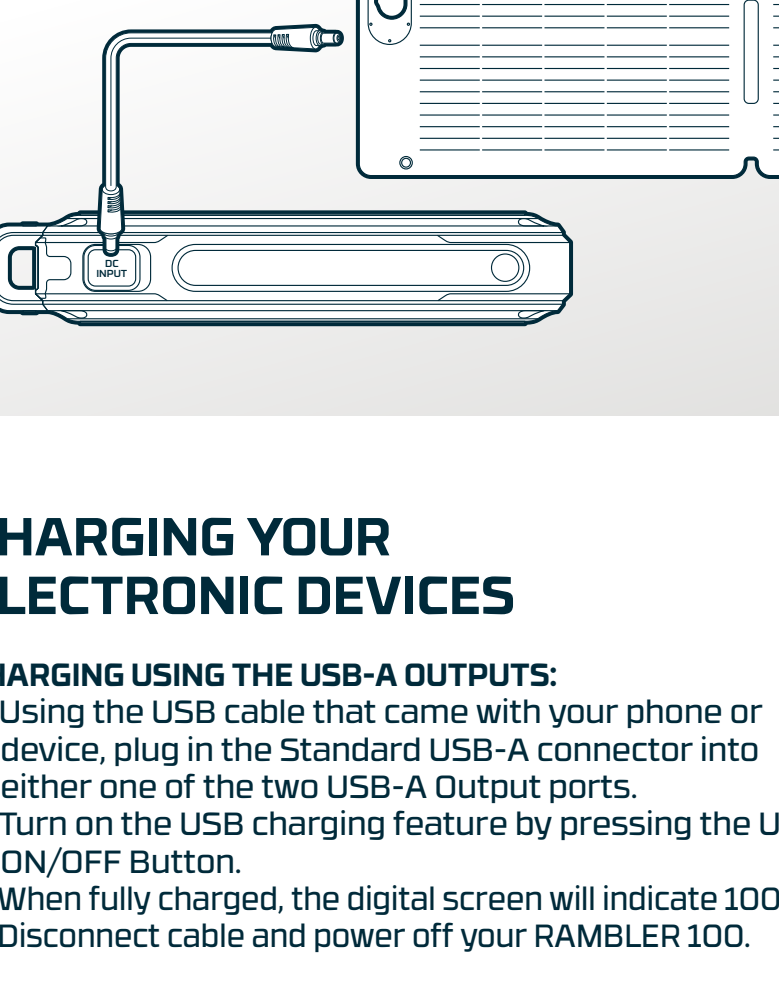 DC
INPUT
HARGING YOUR
LECTRONIC DEVICES
HARGING USING THE USB-A OUTPUTS:
Using the USB cable that came with your phone or
device, plug in the Standard USB-A connector into
either one of the two USB-A Output ports.
Turn on the USB charging feature by pressing the U
ON/OFF Button.
When fully charged, the digital screen will indicate 100
Disconnect cable and power off your RAMBLER 100.